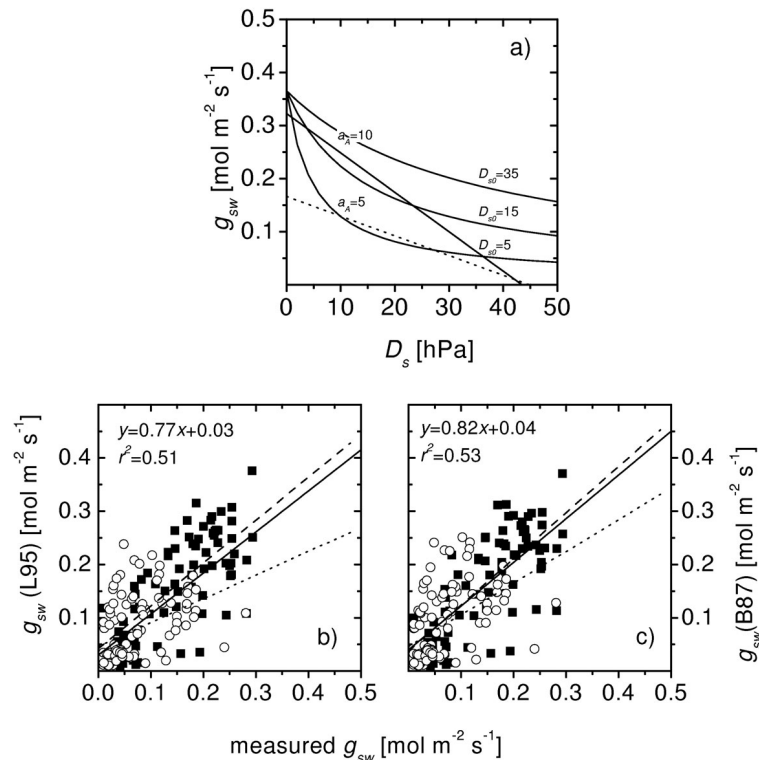 a)
0.5
0.4
0.3
0.2
0.1
g_sw [mol m⁻² s⁻¹]
a_A=10
a_A=5
D_s0=35
D_s0=15
D_s0=5
0 10 20 30 40 50
D_s [hPa]
y=0.77x+0.03
r²=0.51
0.4
0.3
0.2
0.1
g_sw (L95) [mol m⁻² s⁻¹]
b)
0.0 0.1 0.2 0.3 0.4 0.5
y=0.82x+0.04
r²=0.53
0.4
0.3
0.2
0.1
g_sw(B87) [mol m⁻² s⁻¹]
c)
0.1 0.2 0.3 0.4 0.5
measured g_sw [mol m⁻² s⁻¹]